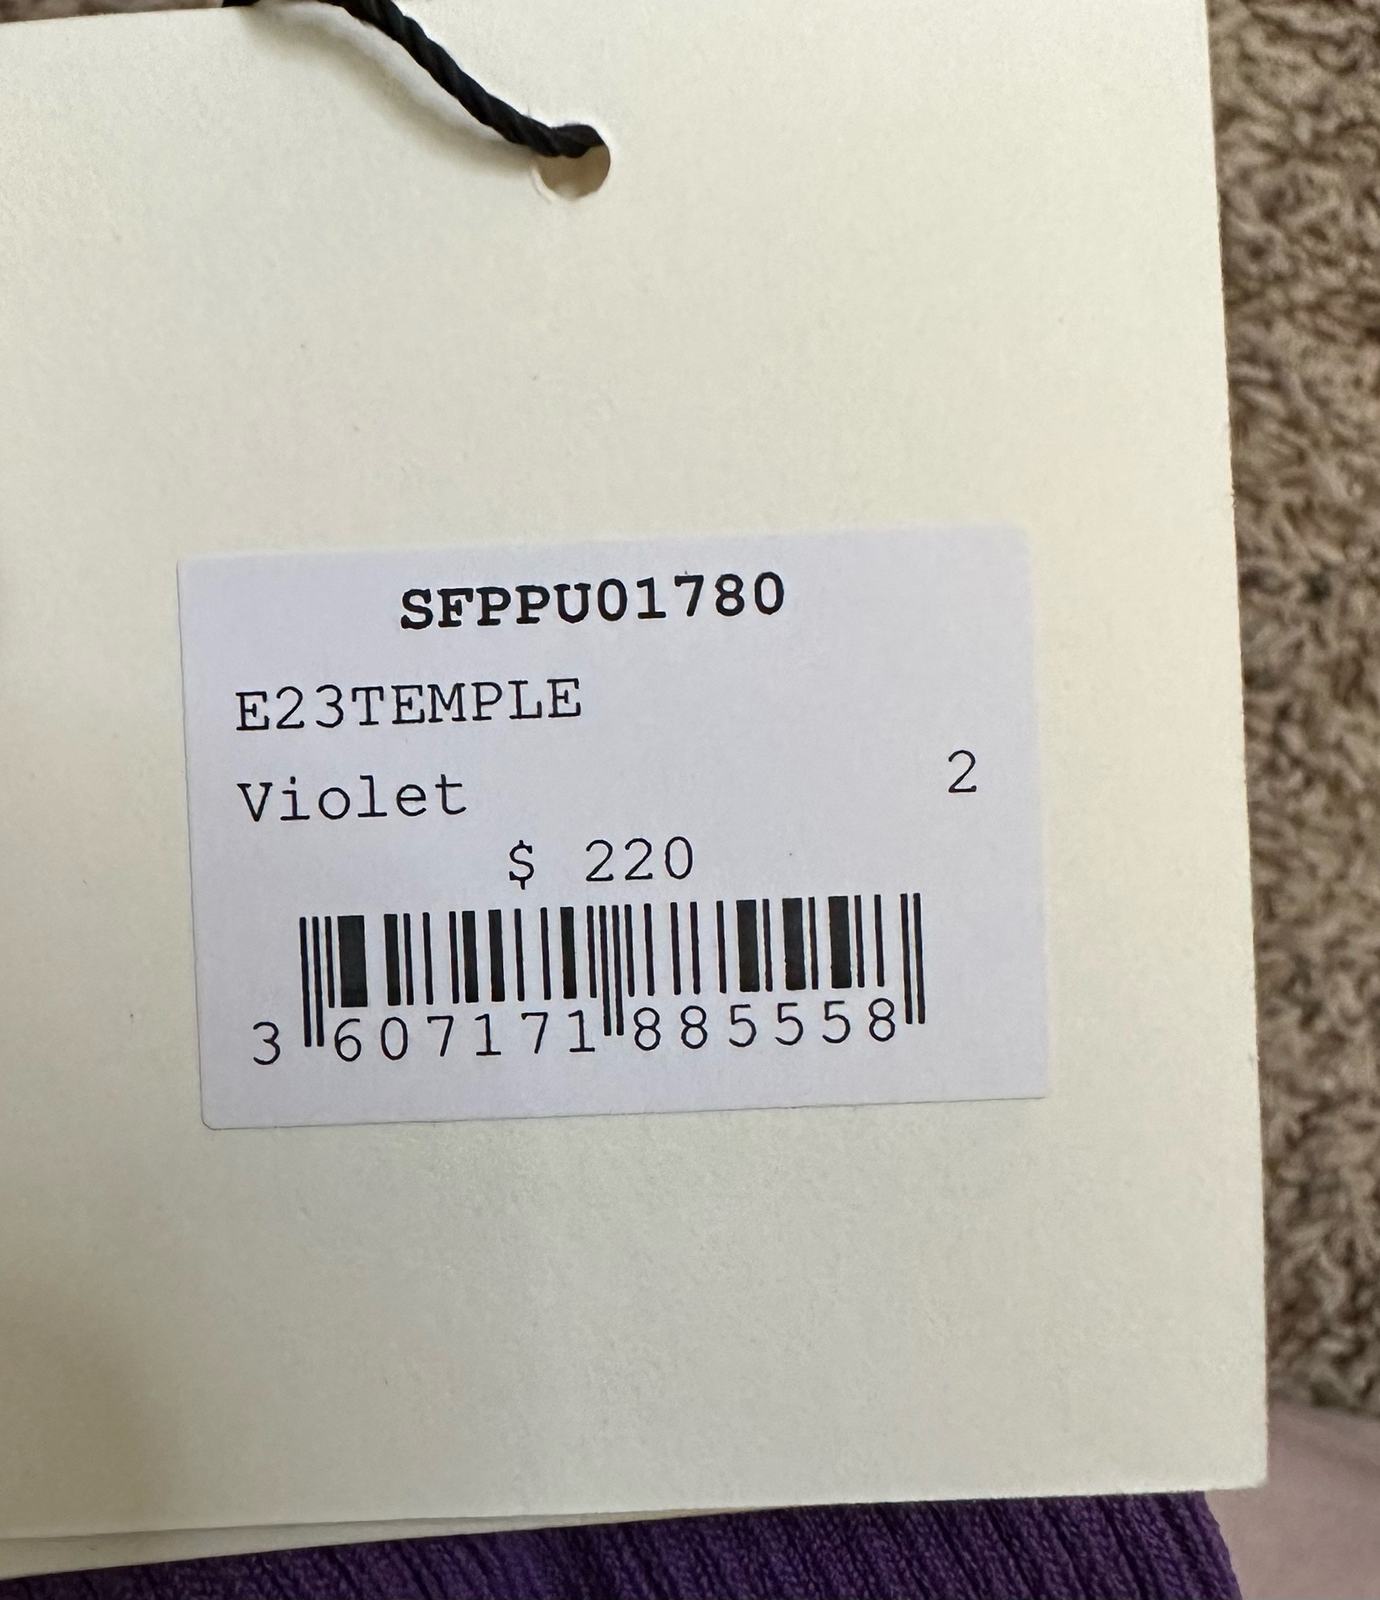 SFPPU01780
E23TEMPLE
Violet 2
$ 220
3 607171 885558